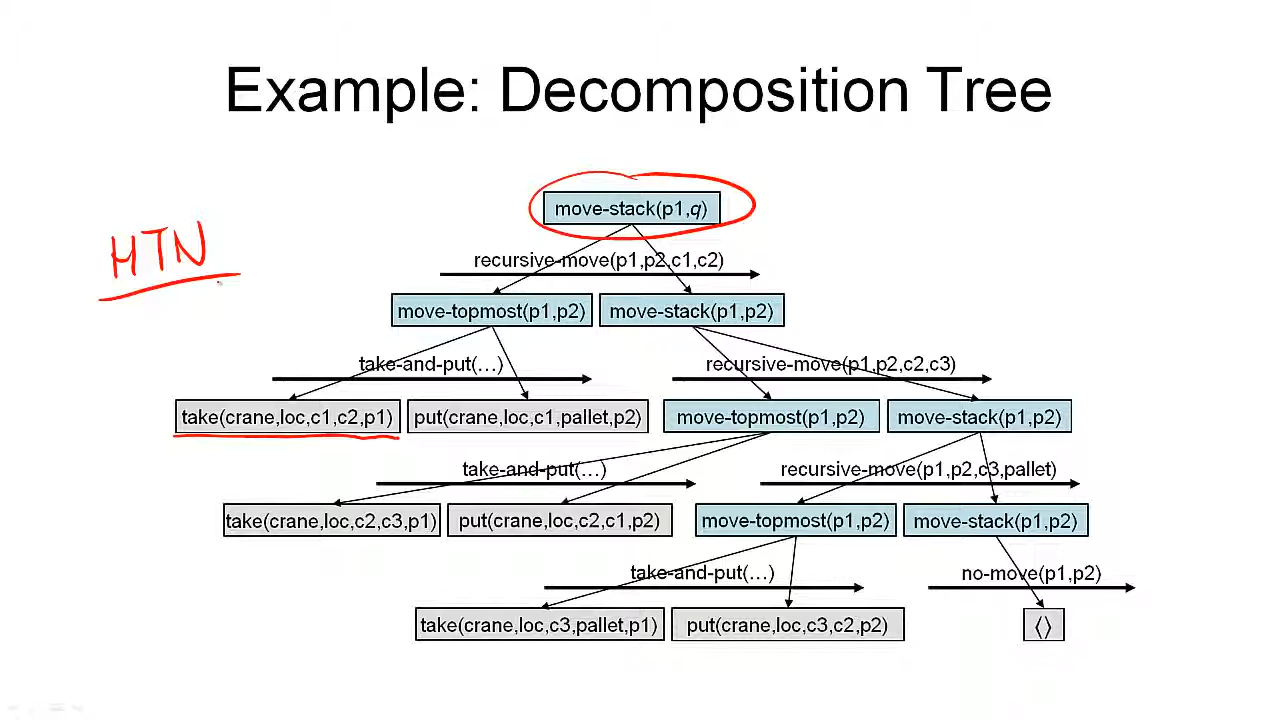 Example: Decomposition Tree
move-stack(p1,q)
HTN
recursive-move(p1,p2,c1,c2)
move-topmost(p1,p2) move-stack(p1,p2)
take-and-put(…) recursive-move(p1,p2,c2,c3)
take(crane,loc,c1,c2,p1) put(crane,loc,c1,pallet,p2) move-topmost(p1,p2) move-stack(p1,p2)
take-and-put(…) recursive-move(p1,p2,c3,pallet)
take(crane,loc,c2,c3,p1) put(crane,loc,c2,c1,p2) move-topmost(p1,p2) move-stack(p1,p2)
take-and-put(…) no-move(p1,p2)
take(crane,loc,c3,pallet,p1) put(crane,loc,c3,c2,p2) ⟨⟩